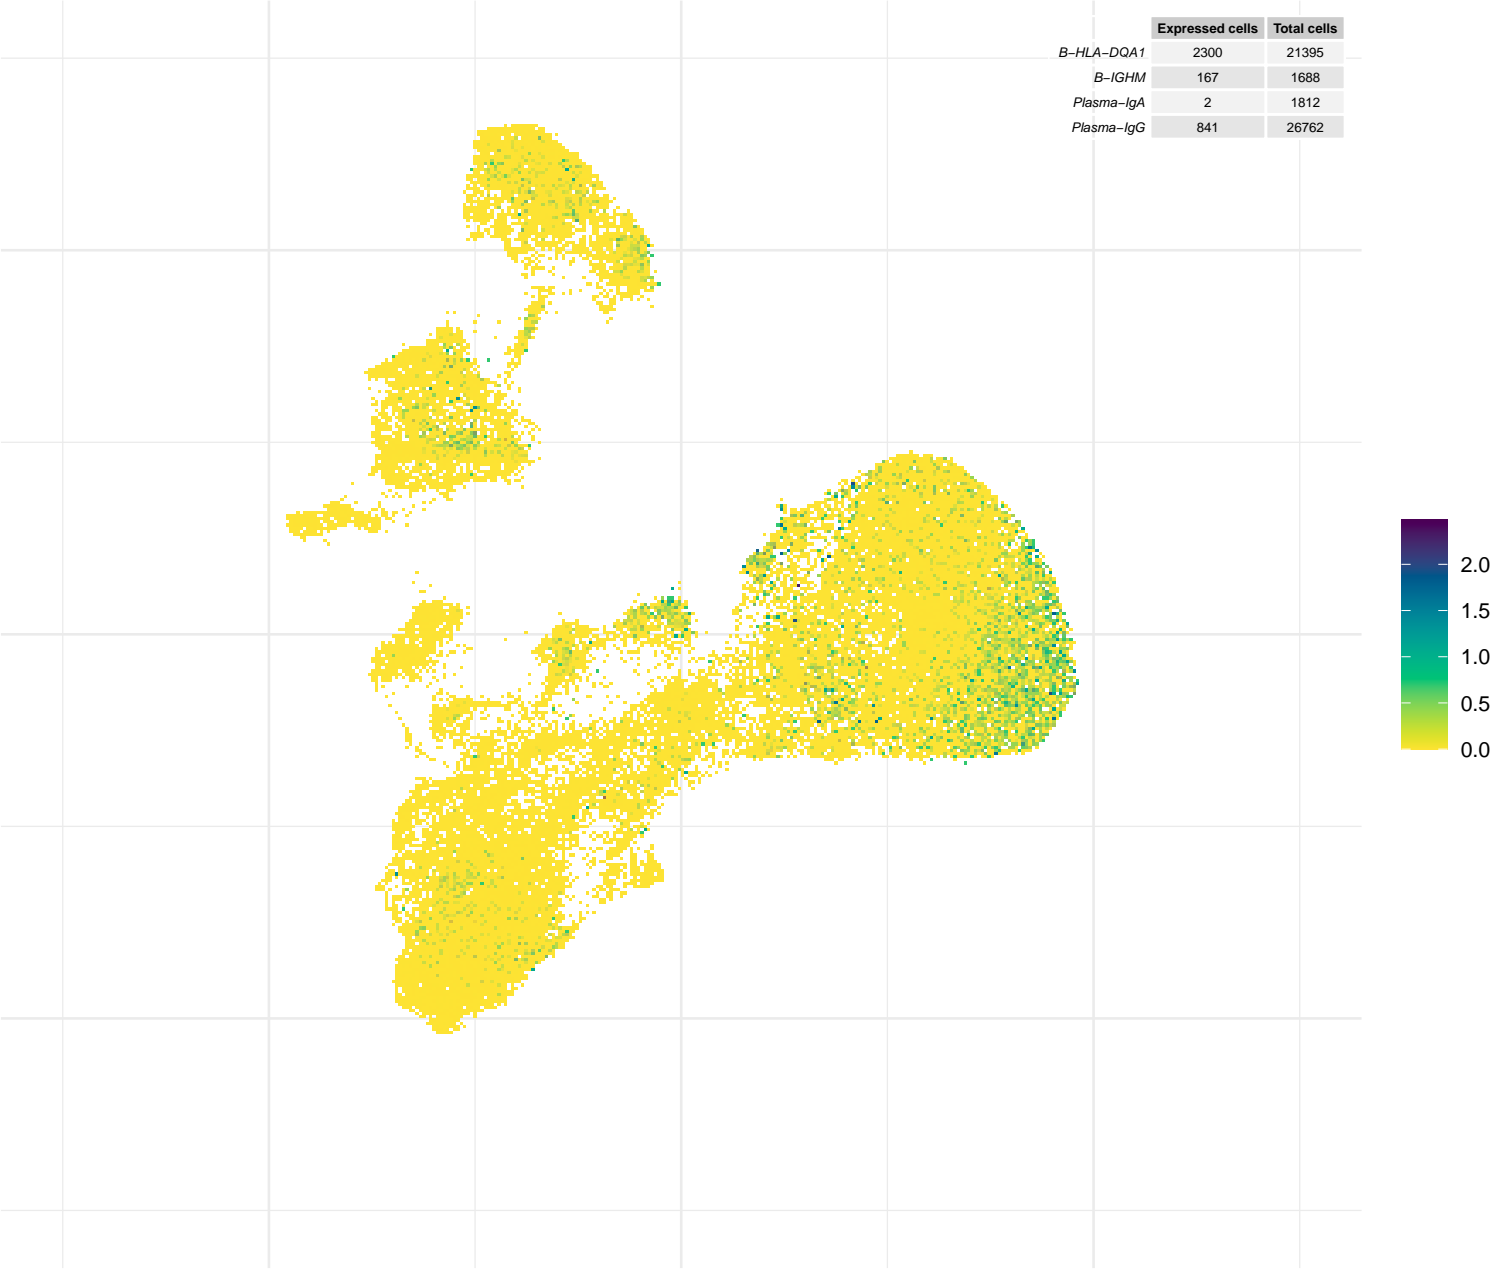 Expressed cells Total cells
B−HLA−DQA1 2300 21395
B−IGHM 167 1688
Plasma−IgA 2 1812
Plasma−IgG 841 26762
2.0
1.5
1.0
0.5
0.0